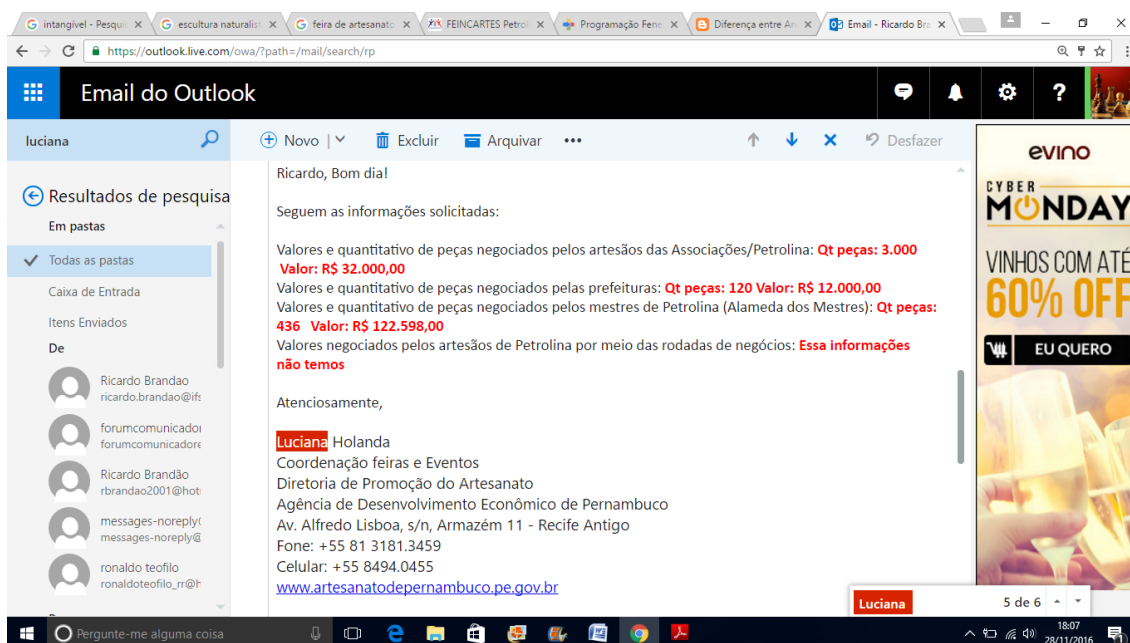 intangível - Pesqui
escultura naturalist
feira de artesanato
FEINCARTES Petrol
Programação Fene
Diferença entre Ar
Email - Ricardo Bra
https://outlook.live.com/owa/?path=/mail/search/rp
Email do Outlook
?
luciana
Novo
Excluir
Arquivar
Desfazer
Resultados de pesquisa
Em pastas
Todas as pastas
Caixa de Entrada
Itens Enviados
De
Ricardo Brandao
ricardo.brandao@ifs
forumcomunicador
forumcomunicadore
Ricardo Brandão
rbrandao2001@hot
messages-noreply(
messages-noreply@
ronaldo teofilo
ronaldoteofilo_rr@h
Ricardo, Bom dia!
Seguem as informações solicitadas:
Valores e quantitativo de peças negociados pelos artesãos das Associações/Petrolina: Qt peças: 3.000
Valor: R$ 32.000,00
Valores e quantitativo de peças negociados pelas prefeituras: Qt peças: 120 Valor: R$ 12.000,00
Valores e quantitativo de peças negociados pelos mestres de Petrolina (Alameda dos Mestres): Qt peças:
436 Valor: R$ 122.598,00
Valores negociados pelos artesãos de Petrolina por meio das rodadas de negócios: Essa informações
não temos
Atenciosamente,
Luciana Holanda
Coordenação feiras e Eventos
Diretoria de Promoção do Artesanato
Agência de Desenvolvimento Econômico de Pernambuco
Av. Alfredo Lisboa, s/n, Armazém 11 - Recife Antigo
Fone: +55 81 3181.3459
Celular: +55 8494.0455
www.artesanatodepernambuco.pe.gov.br
evino
CYBER
MONDAY
VINHOS COM ATÉ
60% OFF
EU QUERO
Luciana
5 de 6
Pergunte-me alguma coisa
18:07
28/11/2016